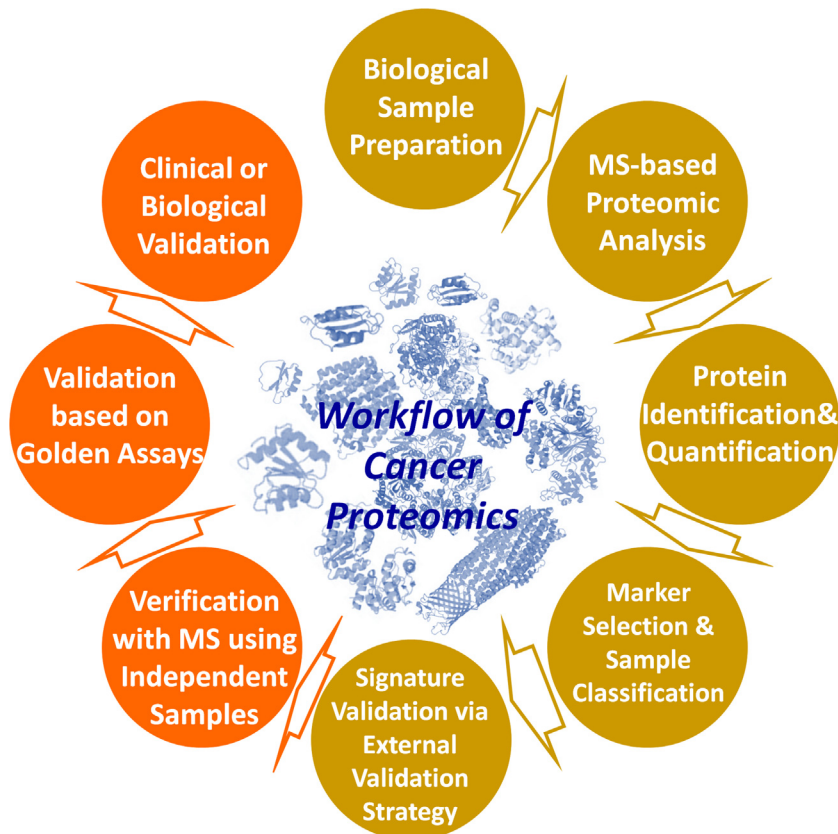 Biological
Sample
Preparation
MS-based
Proteomic
Analysis
Protein
Identification&
Quantification
Marker
Selection &
Sample
Classification
Signature
Validation via
External
Validation
Strategy
Verification
with MS using
Independent
Samples
Validation
based on
Golden Assays
Clinical or
Biological
Validation
Workflow of
Cancer
Proteomics